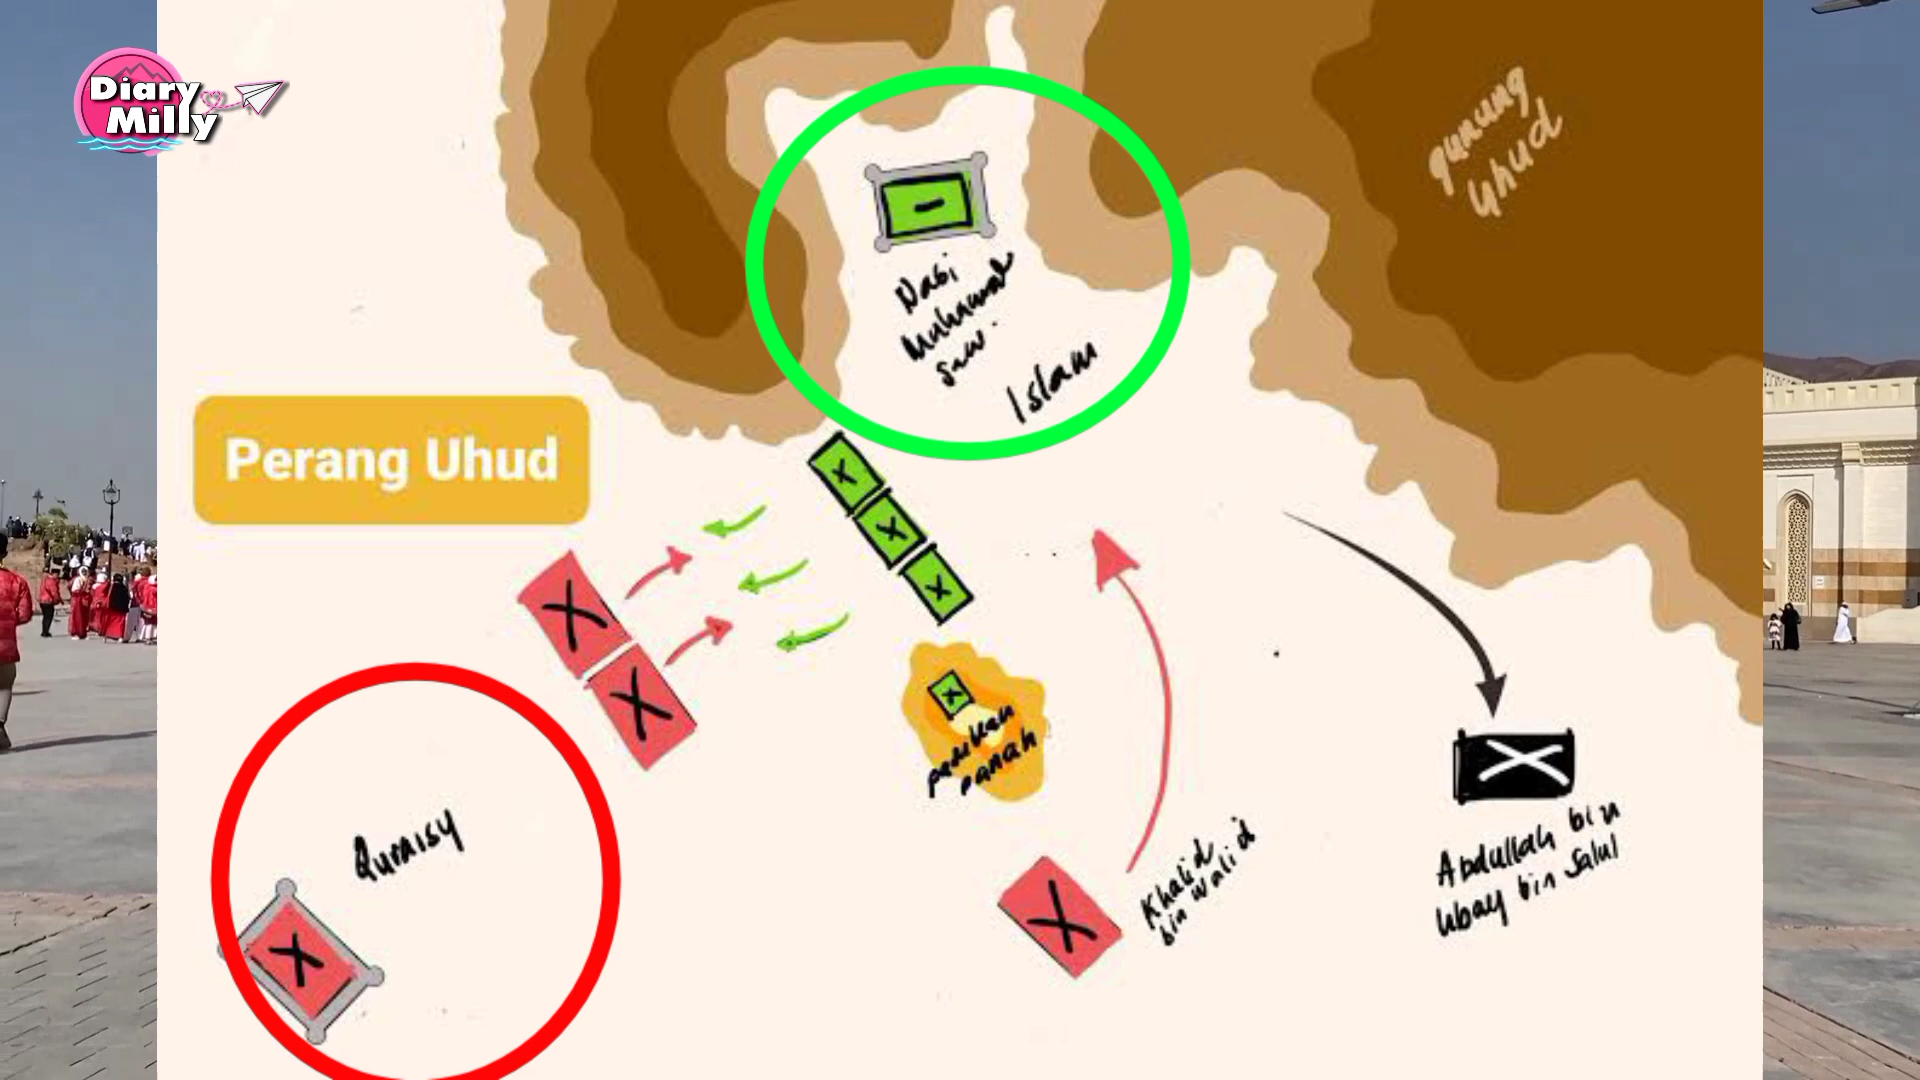 Diary
Milly
gunung
Uhud
Nabi
Muhammad
saw.
Islam
Perang Uhud
pasukan
panah
Quraisy
Khalid
bin walid
Abdullah bin
Ubay bin Salul